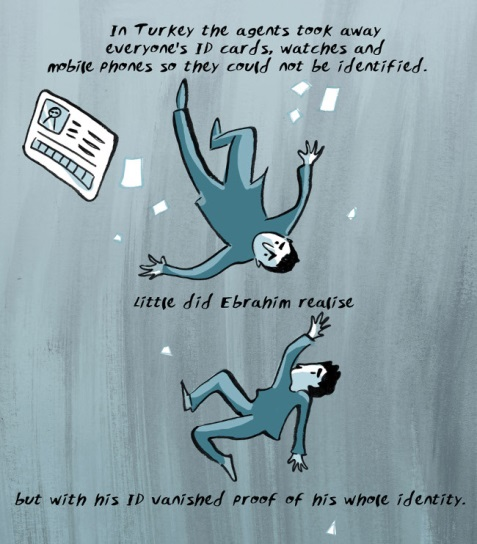 In Turkey the agents took away
everyone's ID cards, watches and
mobile phones so they could not be identified.
Little did Ebrahim realise
but with his ID vanished proof of his whole identity.